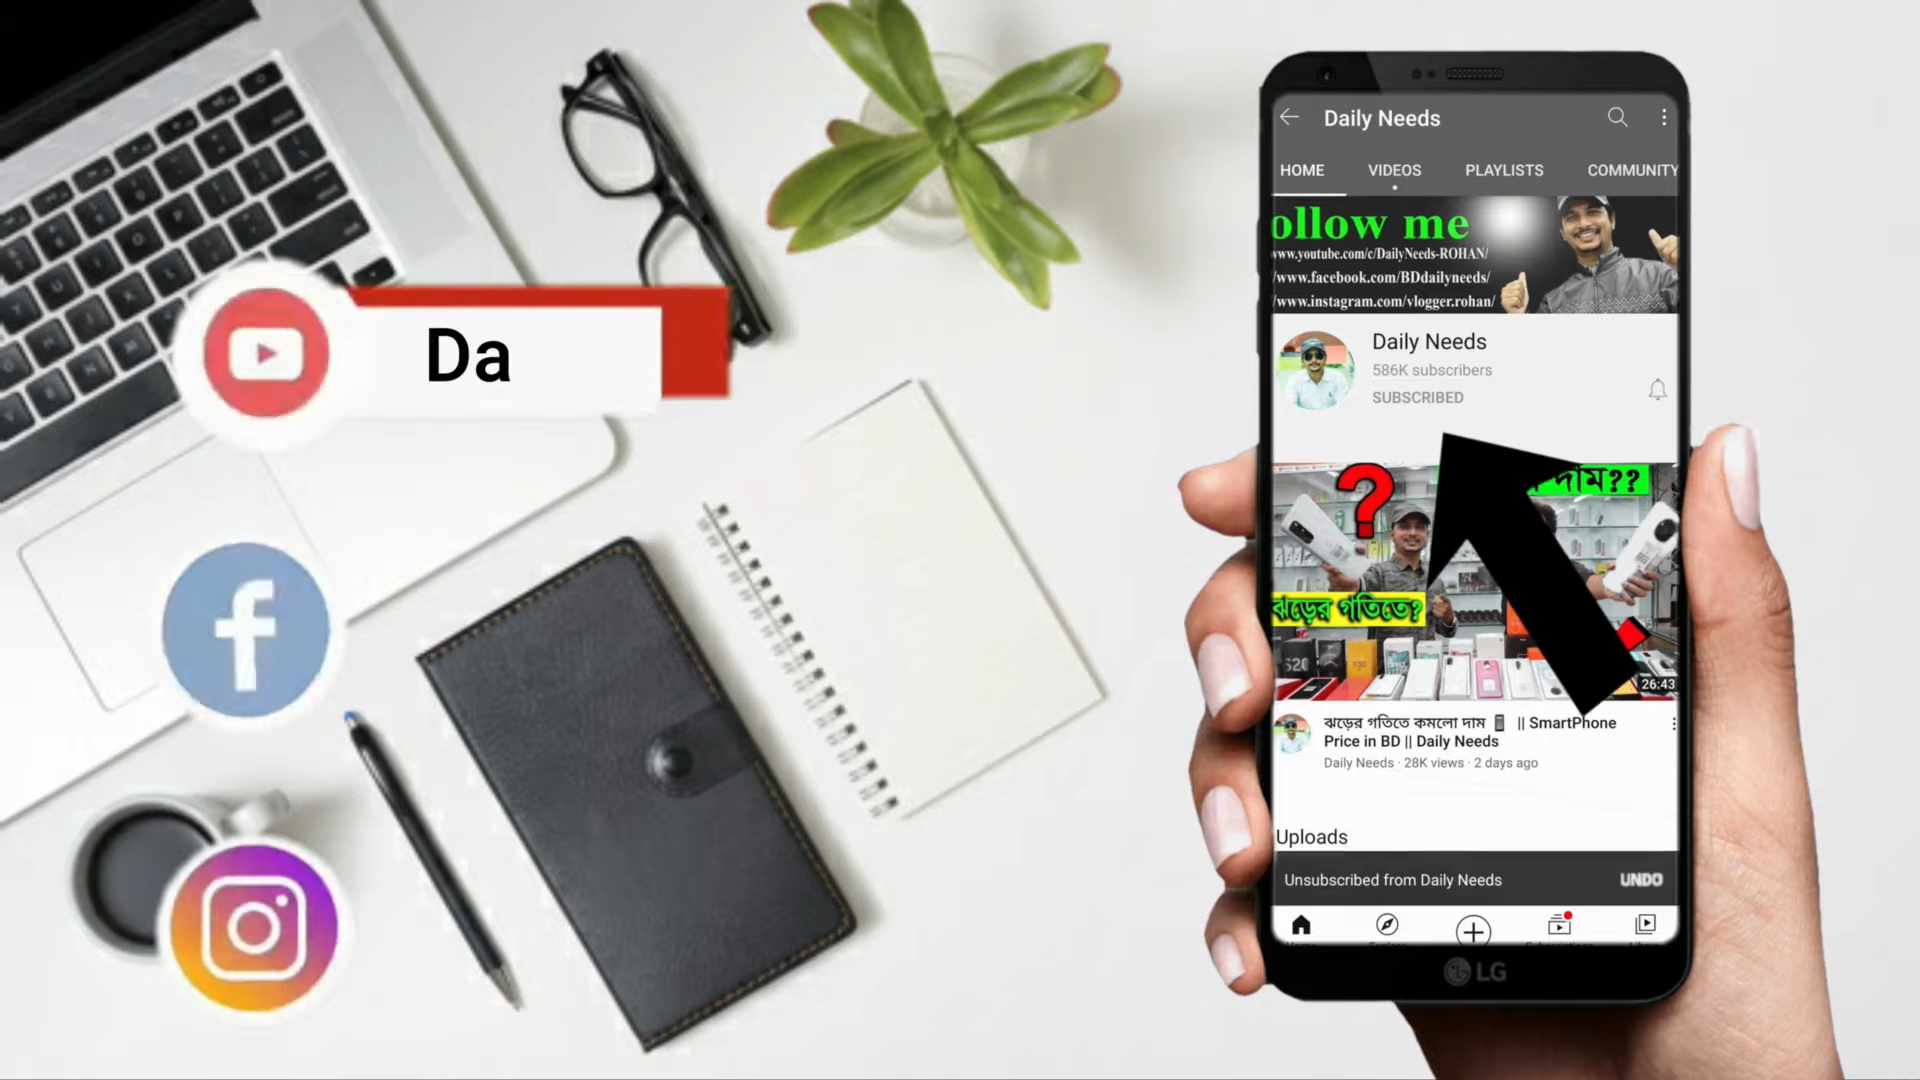 Da
Daily Needs
HOME VIDEOS PLAYLISTS COMMUNITY
ollow me
www.youtube.com/c/DailyNeeds-ROHAN/
/www.facebook.com/BDdailyneeds/
/www.instagram.com/vlogger.rohan/
Daily Needs
586K subscribers
SUBSCRIBED
?
দাম??
ঝড়ের গতিতে?
S20
26:43
ঝড়ের গতিতে কমলো দাম 📱 || SmartPhone
Price in BD || Daily Needs
Daily Needs · 28K views · 2 days ago
Uploads
Unsubscribed from Daily Needs UNDO
LG